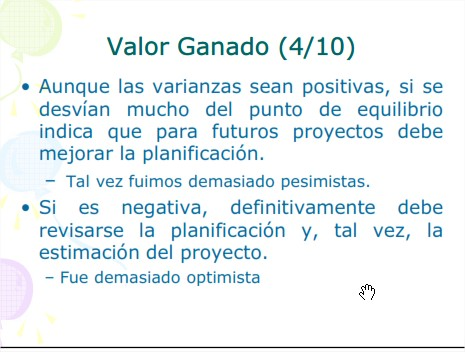 Valor Ganado (4/10)
• Aunque las varianzas sean positivas, si se
desvían mucho del punto de equilibrio
indica que para futuros proyectos debe
mejorar la planificación.
– Tal vez fuimos demasiado pesimistas.
• Si es negativa, definitivamente debe
revisarse la planificación y, tal vez, la
estimación del proyecto.
– Fue demasiado optimista